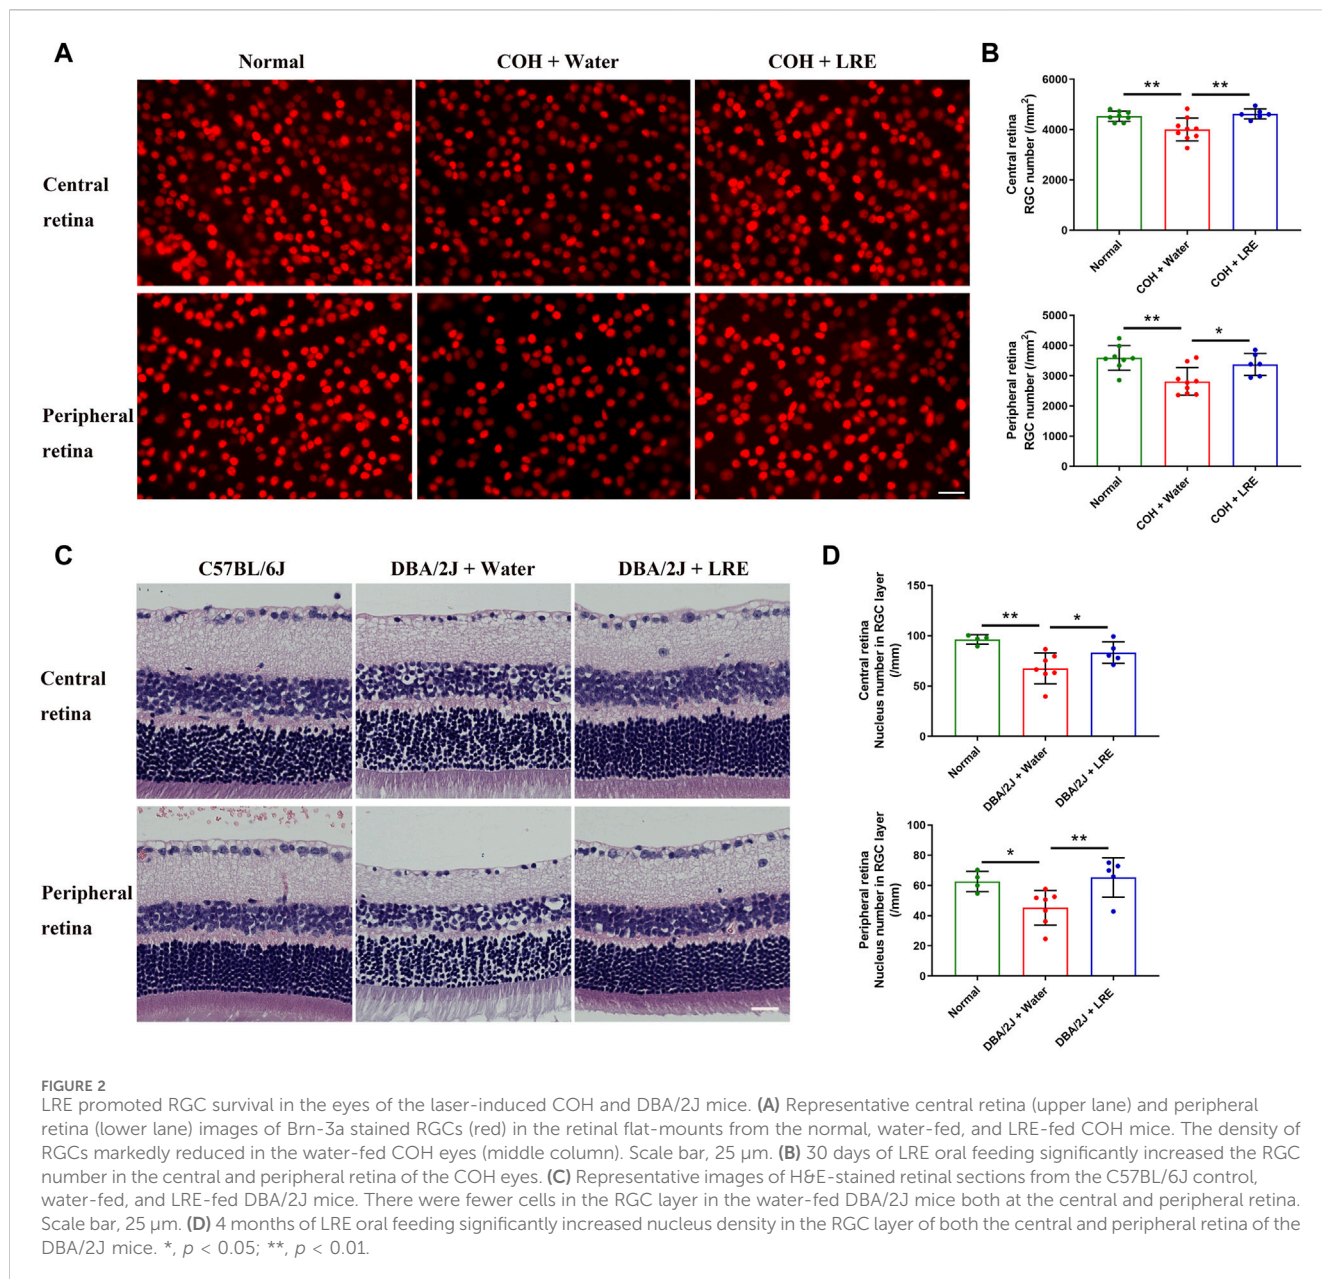 A
Normal
COH + Water
COH + LRE
Central
retina
Peripheral
retina
B
Central retina
RGC number (/mm²)
6000
4000
2000
0
**
**
Normal
COH + Water
COH + LRE
Peripheral retina
RGC number (/mm²)
5000
4000
3000
2000
1000
0
**
*
Normal
COH + Water
COH + LRE
C
C57BL/6J
DBA/2J + Water
DBA/2J + LRE
Central
retina
Peripheral
retina
D
Central retina
Nucleus number in RGC layer
(/mm)
150
100
50
0
**
*
Normal
DBA/2J + Water
DBA/2J + LRE
Peripheral retina
Nucleus number in RGC layer
(/mm)
100
80
60
40
20
0
*
**
Normal
DBA/2J + Water
DBA/2J + LRE
FIGURE 2
LRE promoted RGC survival in the eyes of the laser-induced COH and DBA/2J mice. (A) Representative central retina (upper lane) and peripheral
retina (lower lane) images of Brn-3a stained RGCs (red) in the retinal flat-mounts from the normal, water-fed, and LRE-fed COH mice. The density of
RGCs markedly reduced in the water-fed COH eyes (middle column). Scale bar, 25 μm. (B) 30 days of LRE oral feeding significantly increased the RGC
number in the central and peripheral retina of the COH eyes. (C) Representative images of H&E-stained retinal sections from the C57BL/6J control,
water-fed, and LRE-fed DBA/2J mice. There were fewer cells in the RGC layer in the water-fed DBA/2J mice both at the central and peripheral retina.
Scale bar, 25 μm. (D) 4 months of LRE oral feeding significantly increased nucleus density in the RGC layer of both the central and peripheral retina of the
DBA/2J mice. *, p < 0.05; **, p < 0.01.